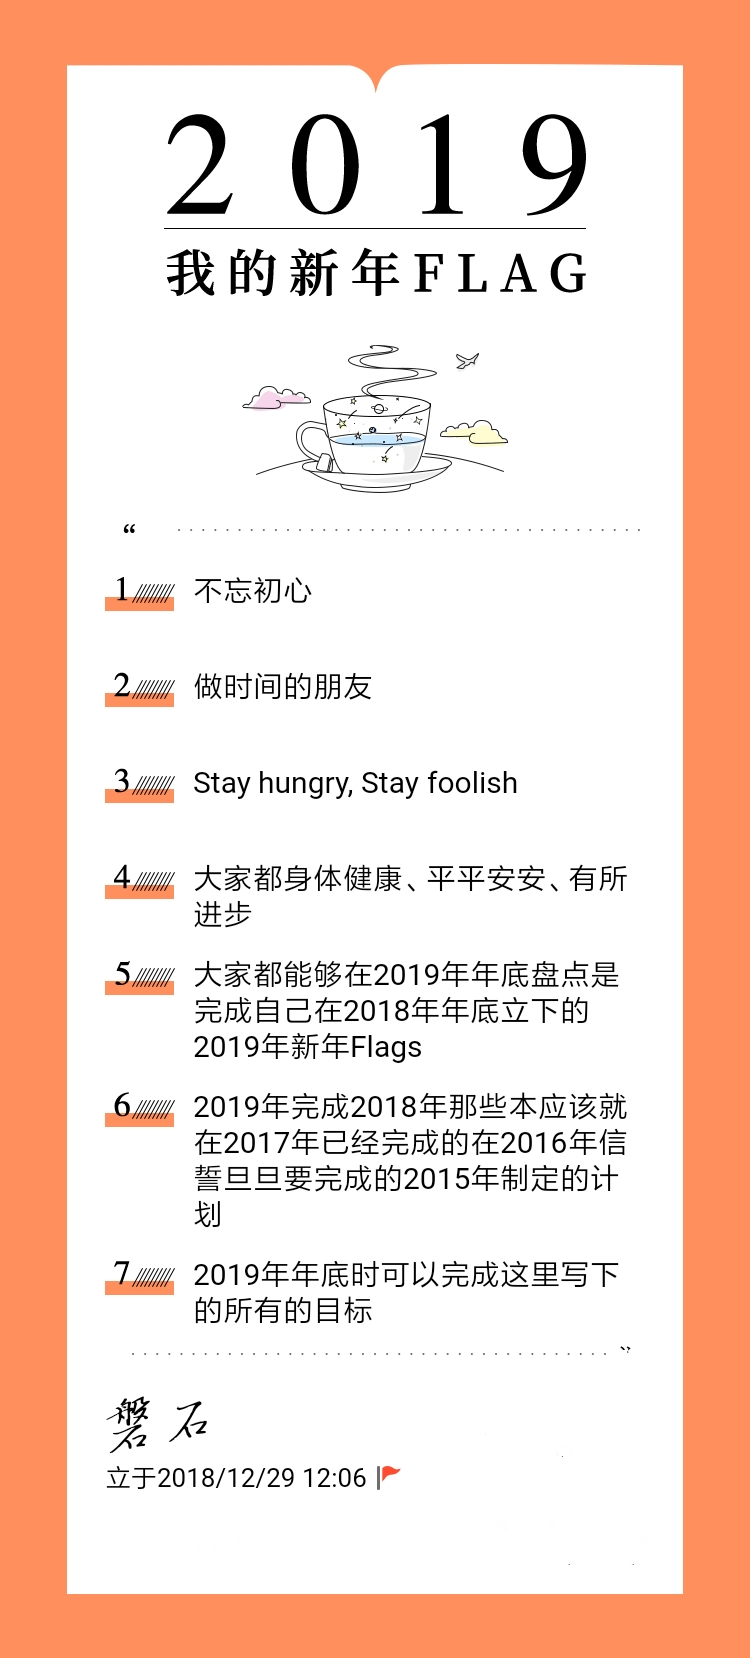 2019
我的新年FLAG
“
1 不忘初心
2 做时间的朋友
3 Stay hungry, Stay foolish
4 大家都身体健康、平平安安、有所
进步
5 大家都能够在2019年年底盘点是
完成自己在2018年年底立下的
2019年新年Flags
6 2019年完成2018年那些本应该就
在2017年已经完成的在2016年信
誓旦旦要完成的2015年制定的计
划
7 2019年年底时可以完成这里写下
的所有的目标
”
磐石
立于2018/12/29 12:06